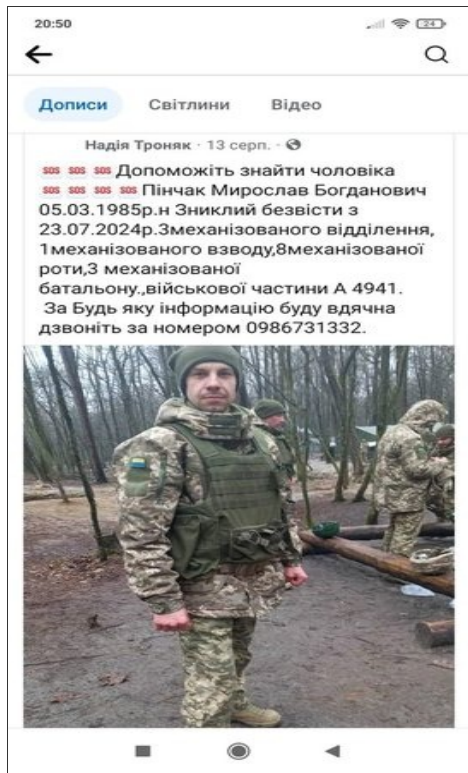 20:50
24
Дописи Світлини Відео
Надія Троняк · 13 серп. ·
SOS SOS SOS Допоможіть знайти чоловіка
SOS SOS SOS SOS Пінчак Мирослав Богданович
05.03.1985р.н Зниклий безвісти з
23.07.2024р.3механізованого відділення,
1механізованого взводу,8механізованої
роти,3 механізованої
батальону.,військової частини А 4941.
За Будь яку інформацію буду вдячна
дзвоніть за номером 0986731332.